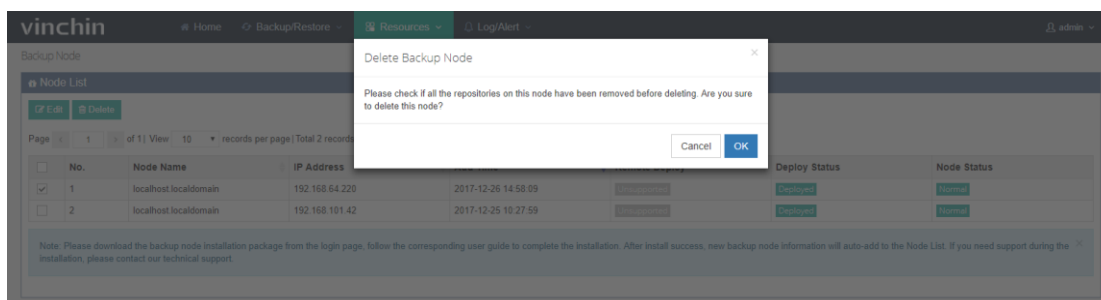 vinchin
Home Backup/Restore Resources Log/Alert admin
Backup Node
Delete Backup Node ×
Node List
Please check if all the repositories on this node have been removed before deleting. Are you sure
to delete this node?
Edit Delete
Page 1 of 1 | View 10 records per page | Total 2 records
Cancel OK
No. Node Name IP Address Add Time Remote Deploy Deploy Status Node Status
1 localhost.localdomain 192.168.64.220 2017-12-26 14:58:09 Unsupported Deployed Normal
2 localhost.localdomain 192.168.101.42 2017-12-25 10:27:59 Unsupported Deployed Normal
Note: Please download the backup node installation package from the login page, follow the corresponding user guide to complete the installation. After install success, new backup node information will auto-add to the Node List. If you need support during the ×
installation, please contact our technical support.